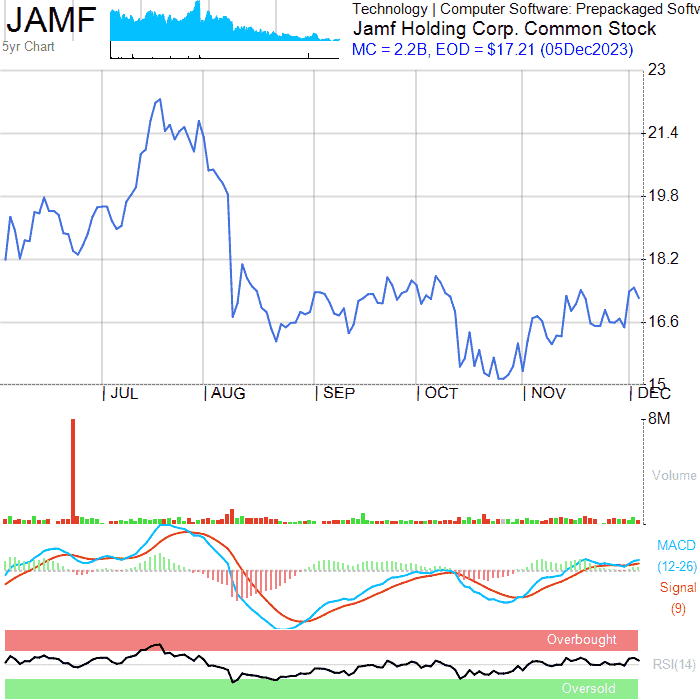 JAMF
5yr Chart
Technology | Computer Software: Prepackaged Softw
Jamf Holding Corp. Common Stock
MC = 2.2B, EOD = $17.21 (05Dec2023)
23
21.4
19.8
18.2
16.6
15
| JUL | AUG | SEP | OCT | NOV | DEC
8M
Volume
MACD
(12-26)
Signal
(9)
Overbought
RSI(14)
Oversold